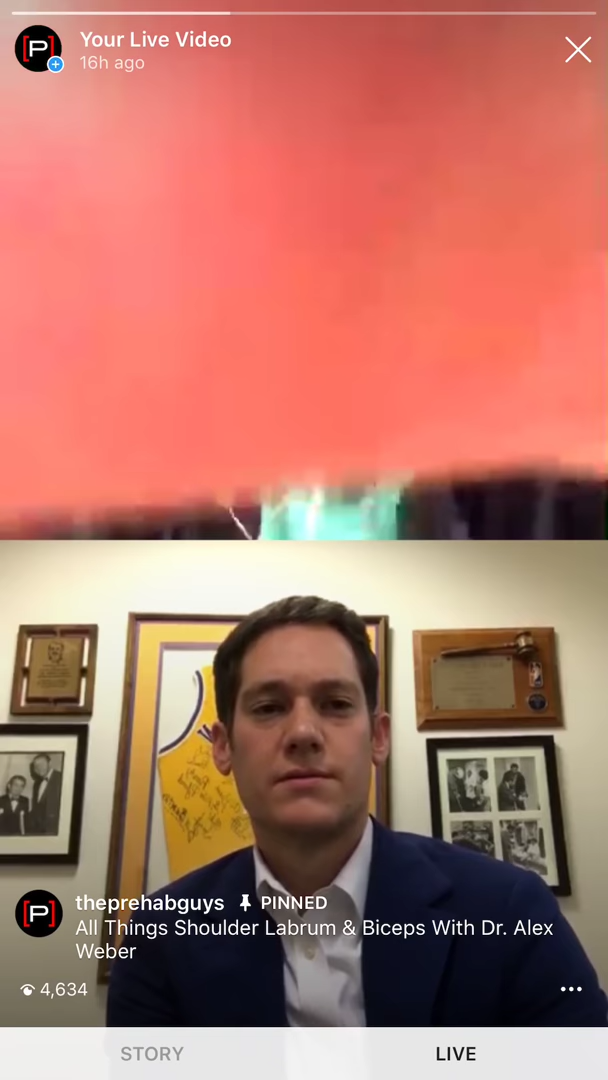 [P]
Your Live Video
16h ago
[P]
theprehabguys PINNED
All Things Shoulder Labrum & Biceps With Dr. Alex
Weber
4,634
STORY
LIVE